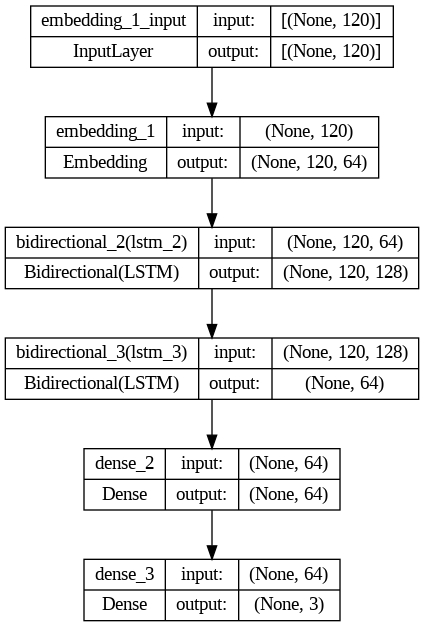 embedding_1_input input: [(None, 120)]
InputLayer output: [(None, 120)]
embedding_1 input: (None, 120)
Embedding output: (None, 120, 64)
bidirectional_2(lstm_2) input: (None, 120, 64)
Bidirectional(LSTM) output: (None, 120, 128)
bidirectional_3(lstm_3) input: (None, 120, 128)
Bidirectional(LSTM) output: (None, 64)
dense_2 input: (None, 64)
Dense output: (None, 64)
dense_3 input: (None, 64)
Dense output: (None, 3)